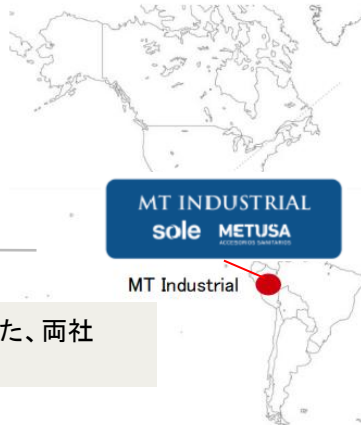 MT INDUSTRIAL
sole METUSA
ACCESORIOS SANITARIOS
MT Industrial
た、両社